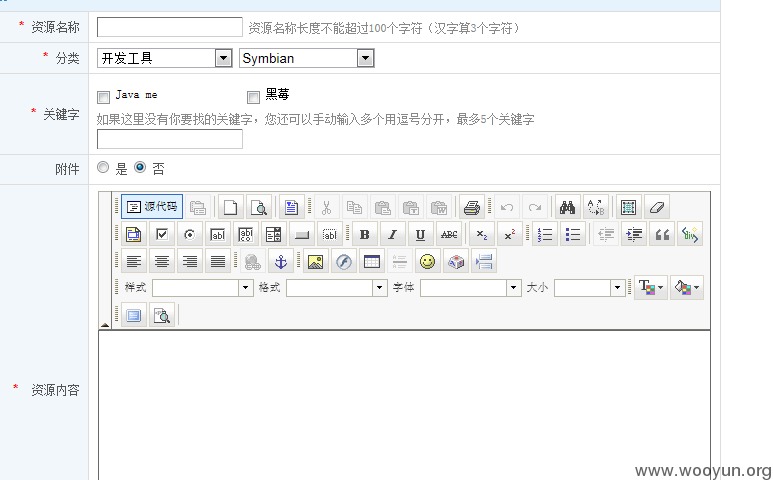 * 资源名称 资源名称长度不能超过100个字符（汉字算3个字符）
* 分类 开发工具 Symbian
Java me 黑莓
* 关键字
如果这里没有你要找的关键字，您还可以手动输入多个用逗号分开，最多5个关键字
附件 是 否
源代码
B I U ABC X₂ X²
样式 格式 字体 大小
* 资源内容
www.wooyun.org